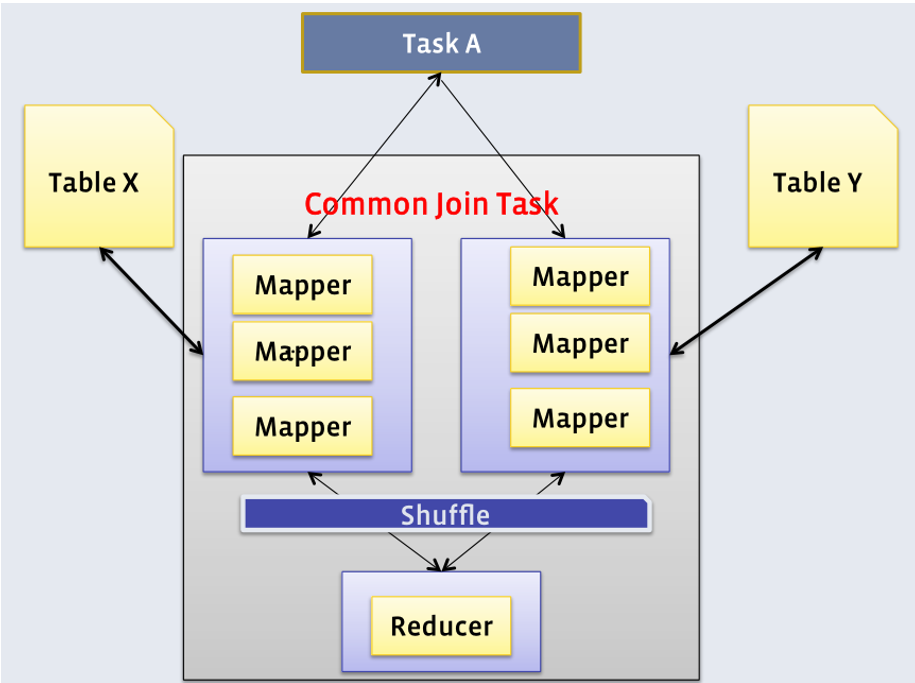 Task A
Table X
Table Y
Common Join Task
Mapper
Mapper
Mapper
Mapper
Mapper
Mapper
Shuffle
Reducer